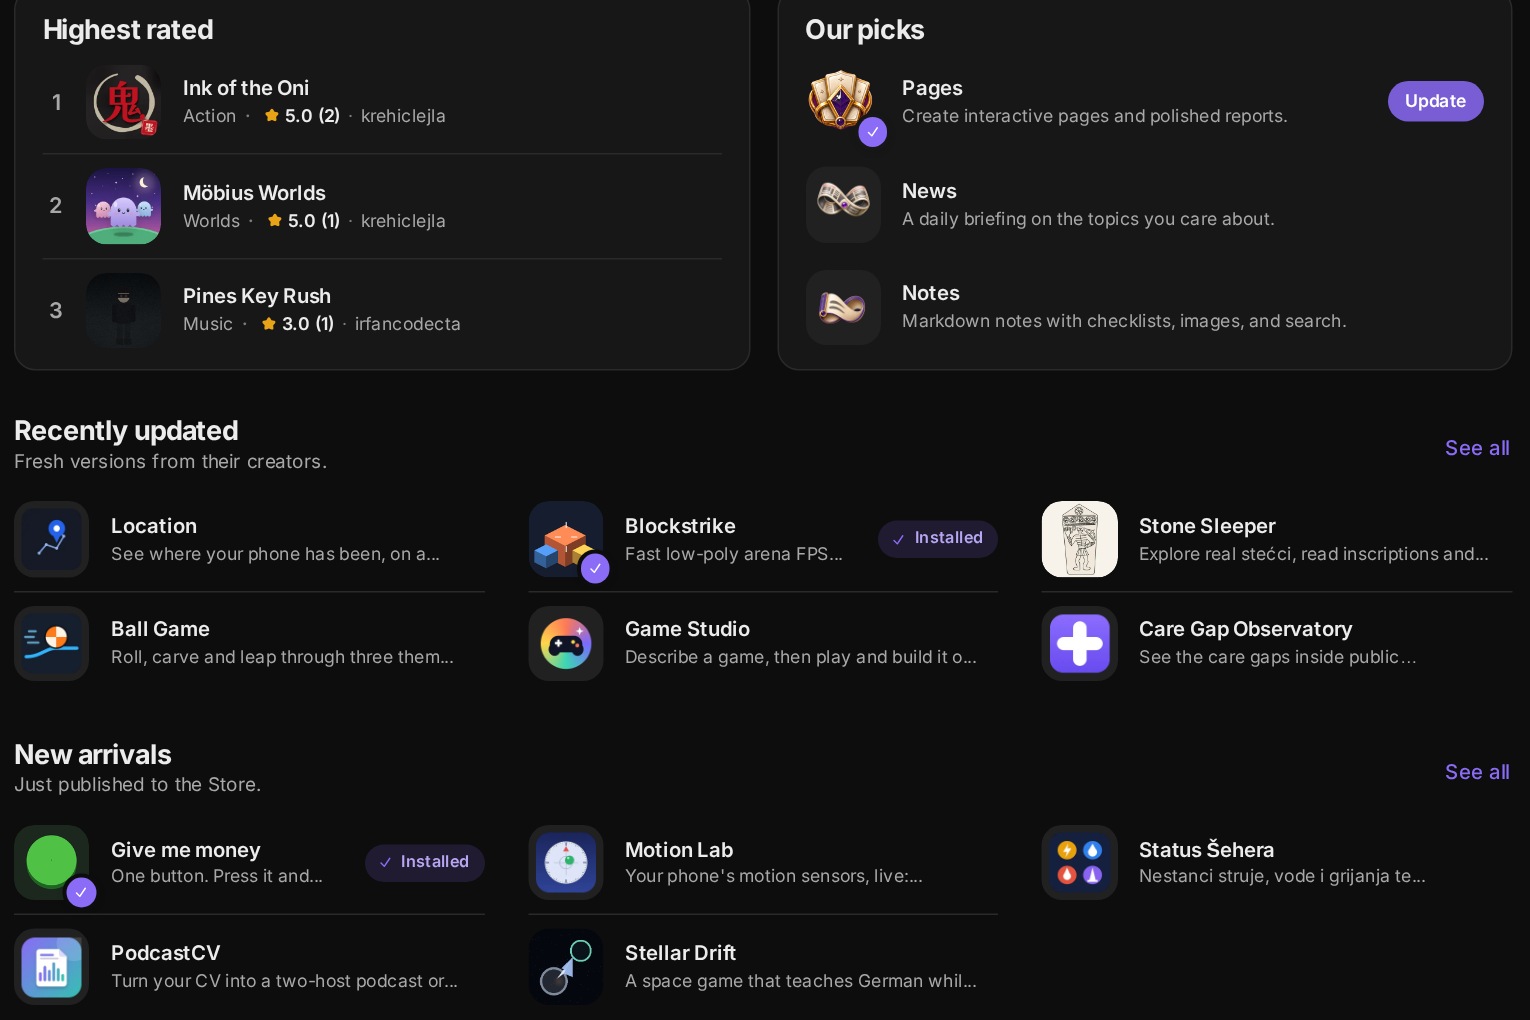 Highest rated
1
鬼
Ink of the Oni
Action · 5.0 (2) · krehiclejla
2
Möbius Worlds
Worlds · 5.0 (1) · krehiclejla
3
Pines Key Rush
Music · 3.0 (1) · irfancodecta
Our picks
Pages
Create interactive pages and polished reports.
Update
News
A daily briefing on the topics you care about.
Notes
Markdown notes with checklists, images, and search.
Recently updated
Fresh versions from their creators.
See all
Location
See where your phone has been, on a...
Blockstrike
Fast low-poly arena FPS...
Installed
Stone Sleeper
Explore real stećci, read inscriptions and...
Ball Game
Roll, carve and leap through three them...
Game Studio
Describe a game, then play and build it o...
Care Gap Observatory
See the care gaps inside public...
New arrivals
Just published to the Store.
See all
Give me money
One button. Press it and...
Installed
Motion Lab
Your phone's motion sensors, live:...
Status Šehera
Nestanci struje, vode i grijanja te...
PodcastCV
Turn your CV into a two-host podcast or...
Stellar Drift
A space game that teaches German whil...